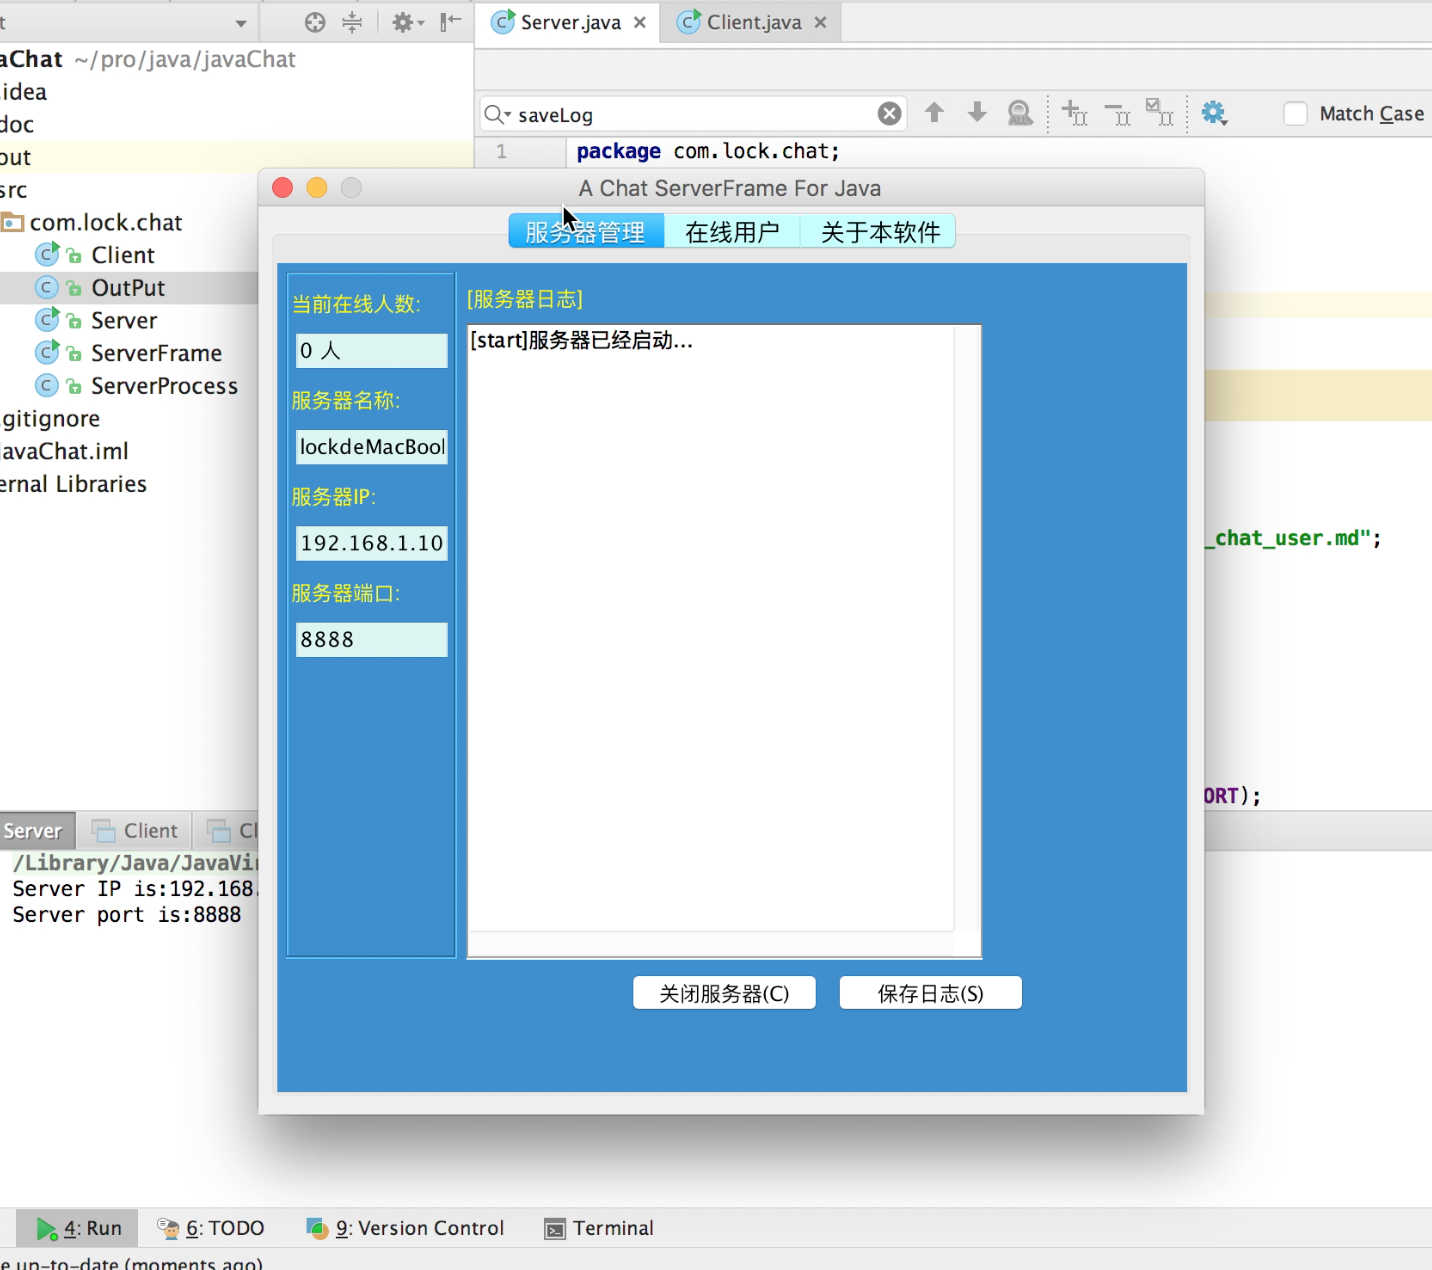 t
Server.java
Client.java
aChat ~/pro/java/javaChat
.idea
doc
out
src
com.lock.chat
Client
OutPut
Server
ServerFrame
ServerProcess
.gitignore
javaChat.iml
ernal Libraries
saveLog
Match Case
1
package com.lock.chat;
A Chat ServerFrame For Java
服务器管理
在线用户
关于本软件
当前在线人数:
0 人
服务器名称:
lockdeMacBool
服务器IP:
192.168.1.10
服务器端口:
8888
[服务器日志]
[start]服务器已经启动...
关闭服务器(C)
保存日志(S)
_chat_user.md";
ORT);
Server
Client
Cl
/Library/Java/JavaVi
Server IP is:192.168.
Server port is:8888
4: Run
6: TODO
9: Version Control
Terminal
e up-to-date (moments ago)